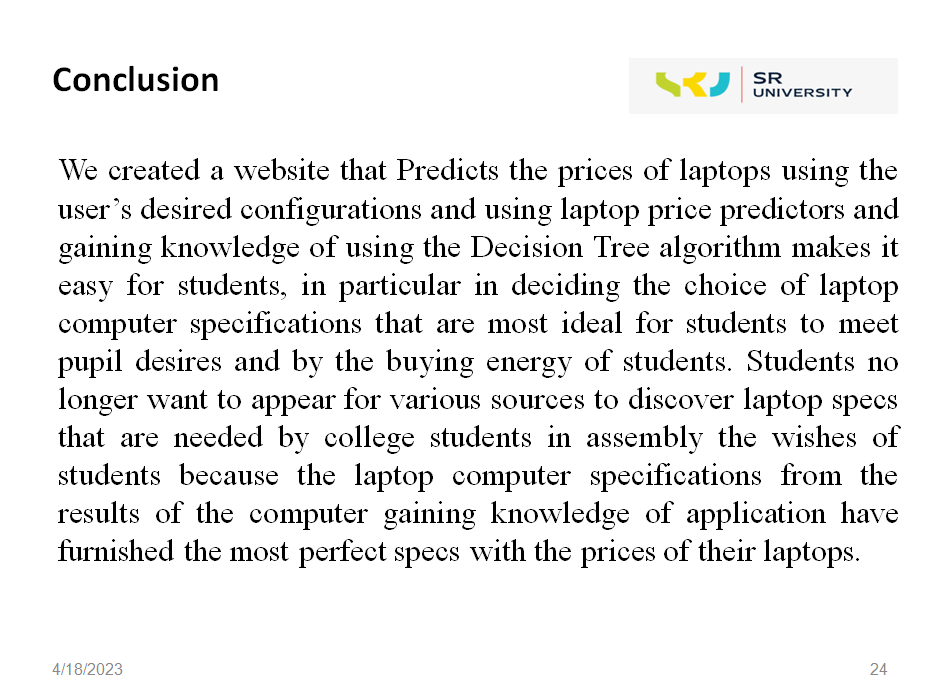 Conclusion
SR
UNIVERSITY
We created a website that Predicts the prices of laptops using the
user’s desired configurations and using laptop price predictors and
gaining knowledge of using the Decision Tree algorithm makes it
easy for students, in particular in deciding the choice of laptop
computer specifications that are most ideal for students to meet
pupil desires and by the buying energy of students. Students no
longer want to appear for various sources to discover laptop specs
that are needed by college students in assembly the wishes of
students because the laptop computer specifications from the
results of the computer gaining knowledge of application have
furnished the most perfect specs with the prices of their laptops.
4/18/2023
24